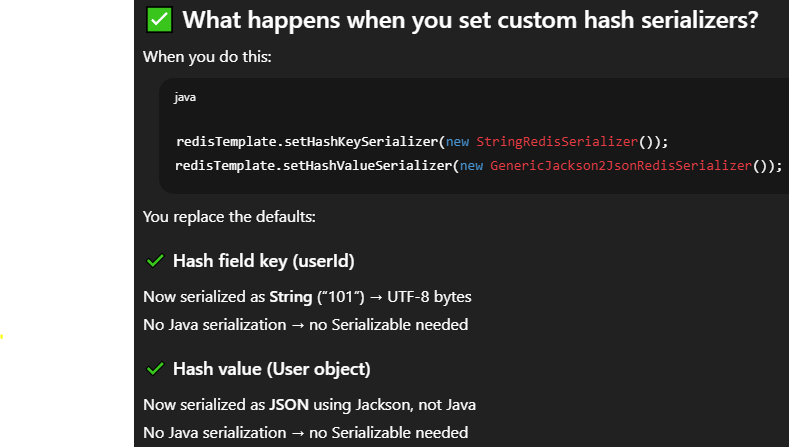 ✅ What happens when you set custom hash serializers?
When you do this:
java
redisTemplate.setHashKeySerializer(new StringRedisSerializer());
redisTemplate.setHashValueSerializer(new GenericJackson2JsonRedisSerializer());
You replace the defaults:
✔ Hash field key (userId)
Now serialized as String (“101”) → UTF-8 bytes
No Java serialization → no Serializable needed
✔ Hash value (User object)
Now serialized as JSON using Jackson, not Java
No Java serialization → no Serializable needed